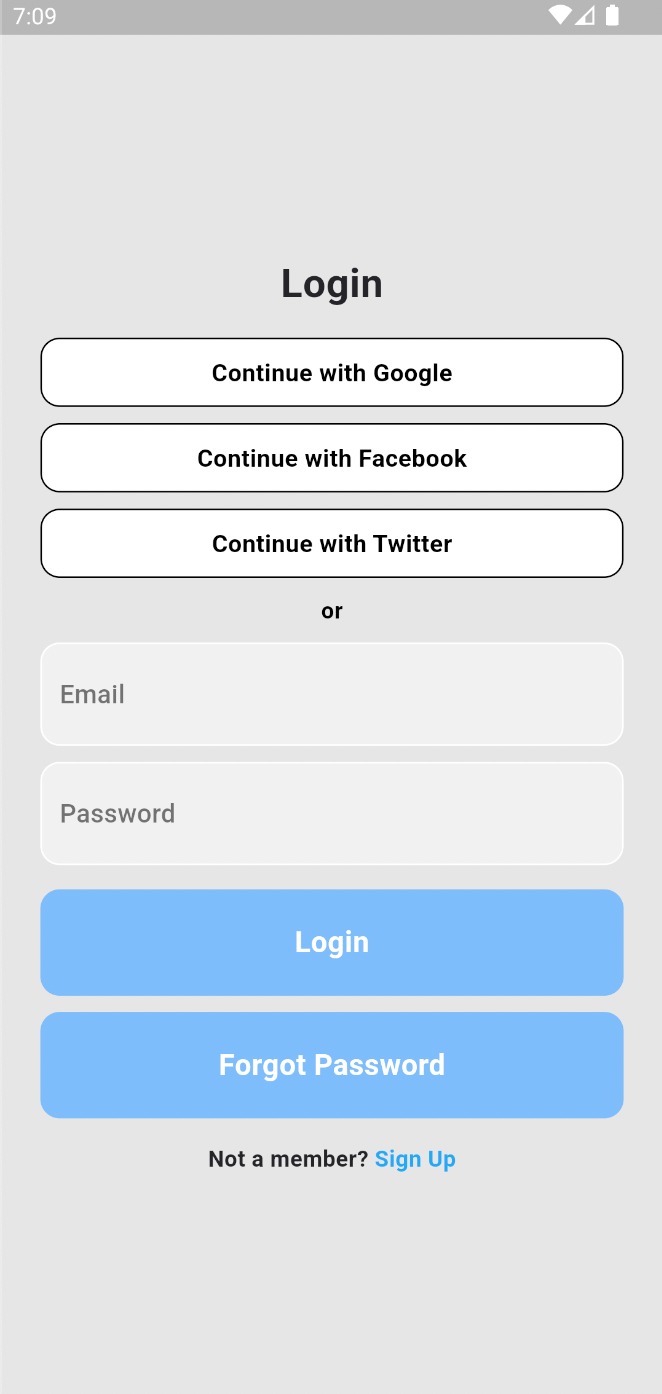 7:09
Login
Continue with Google
Continue with Facebook
Continue with Twitter
or
Email
Password
Login
Forgot Password
Not a member? Sign Up